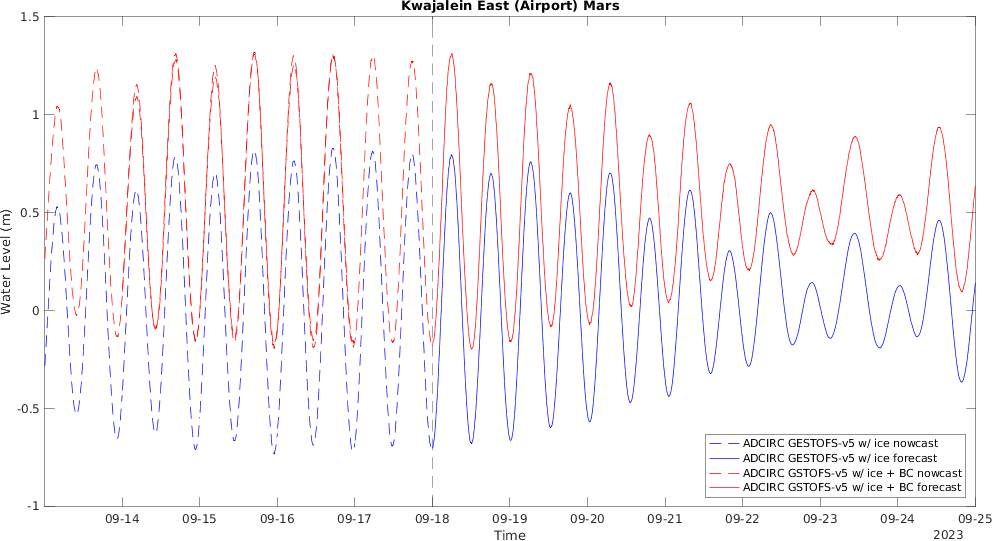 Kwajalein East (Airport) Mars
1.5
1
0.5
0
-0.5
-1
Water Level (m)
09-14
09-15
09-16
09-17
09-18
09-19
09-20
09-21
09-22
09-23
09-24
09-25
Time
2023
ADCIRC GESTOFS-v5 w/ ice nowcast
ADCIRC GESTOFS-v5 w/ ice forecast
ADCIRC GSTOFS-v5 w/ ice + BC nowcast
ADCIRC GSTOFS-v5 w/ ice + BC forecast